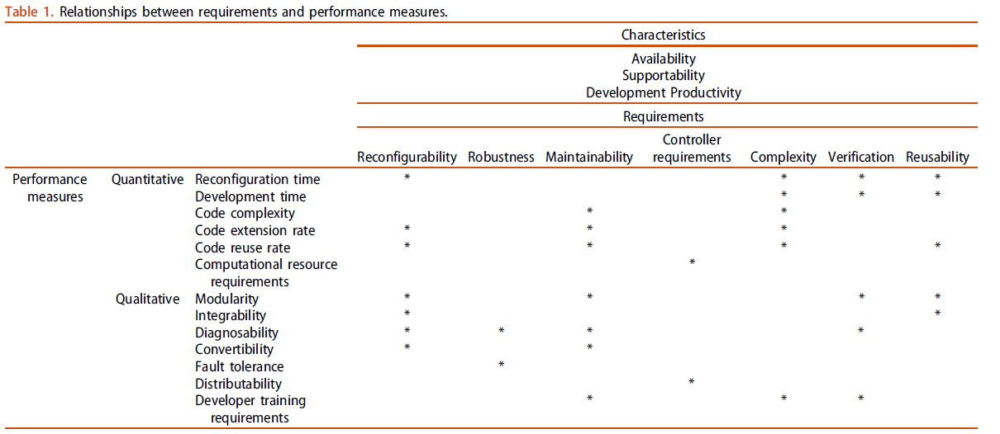 Table 1. Relationships between requirements and performance measures.
Characteristics
Availability
Supportability
Development Productivity
Requirements
Controller
Reconfigurability Robustness Maintainability requirements Complexity Verification Reusability
Performance Quantitative Reconfiguration time * * * *
measures Development time * * *
Code complexity * *
Code extension rate * * *
Code reuse rate * * * *
Computational resource *
requirements
Qualitative Modularity * * * *
Integrability * *
Diagnosability * * * *
Convertibility * *
Fault tolerance *
Distributability *
Developer training * * *
requirements